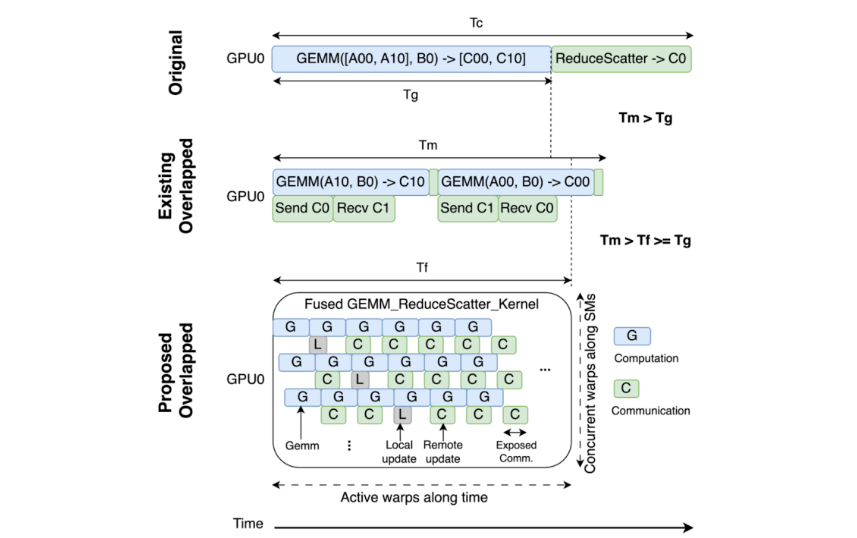 Tc
Original
GPU0
GEMM([A00, A10], B0) -> [C00, C10]
ReduceScatter -> C0
Tg
Tm > Tg
Tm
Existing
Overlapped
GPU0
GEMM(A10, B0) -> C10
GEMM(A00, B0) -> C00
Send C0
Recv C1
Send C1
Recv C0
Tm > Tf >= Tg
Tf
Proposed
Overlapped
GPU0
Fused GEMM_ReduceScatter_Kernel
G G G G G G
L C C C C C
G G G G G G
C L C C C C
...
G G G G G G
C C L C C C
Gemm
...
Local
update
Remote
update
Exposed
Comm.
Concurrent warps along SMs
G
Computation
C
Communication
Active warps along time
Time